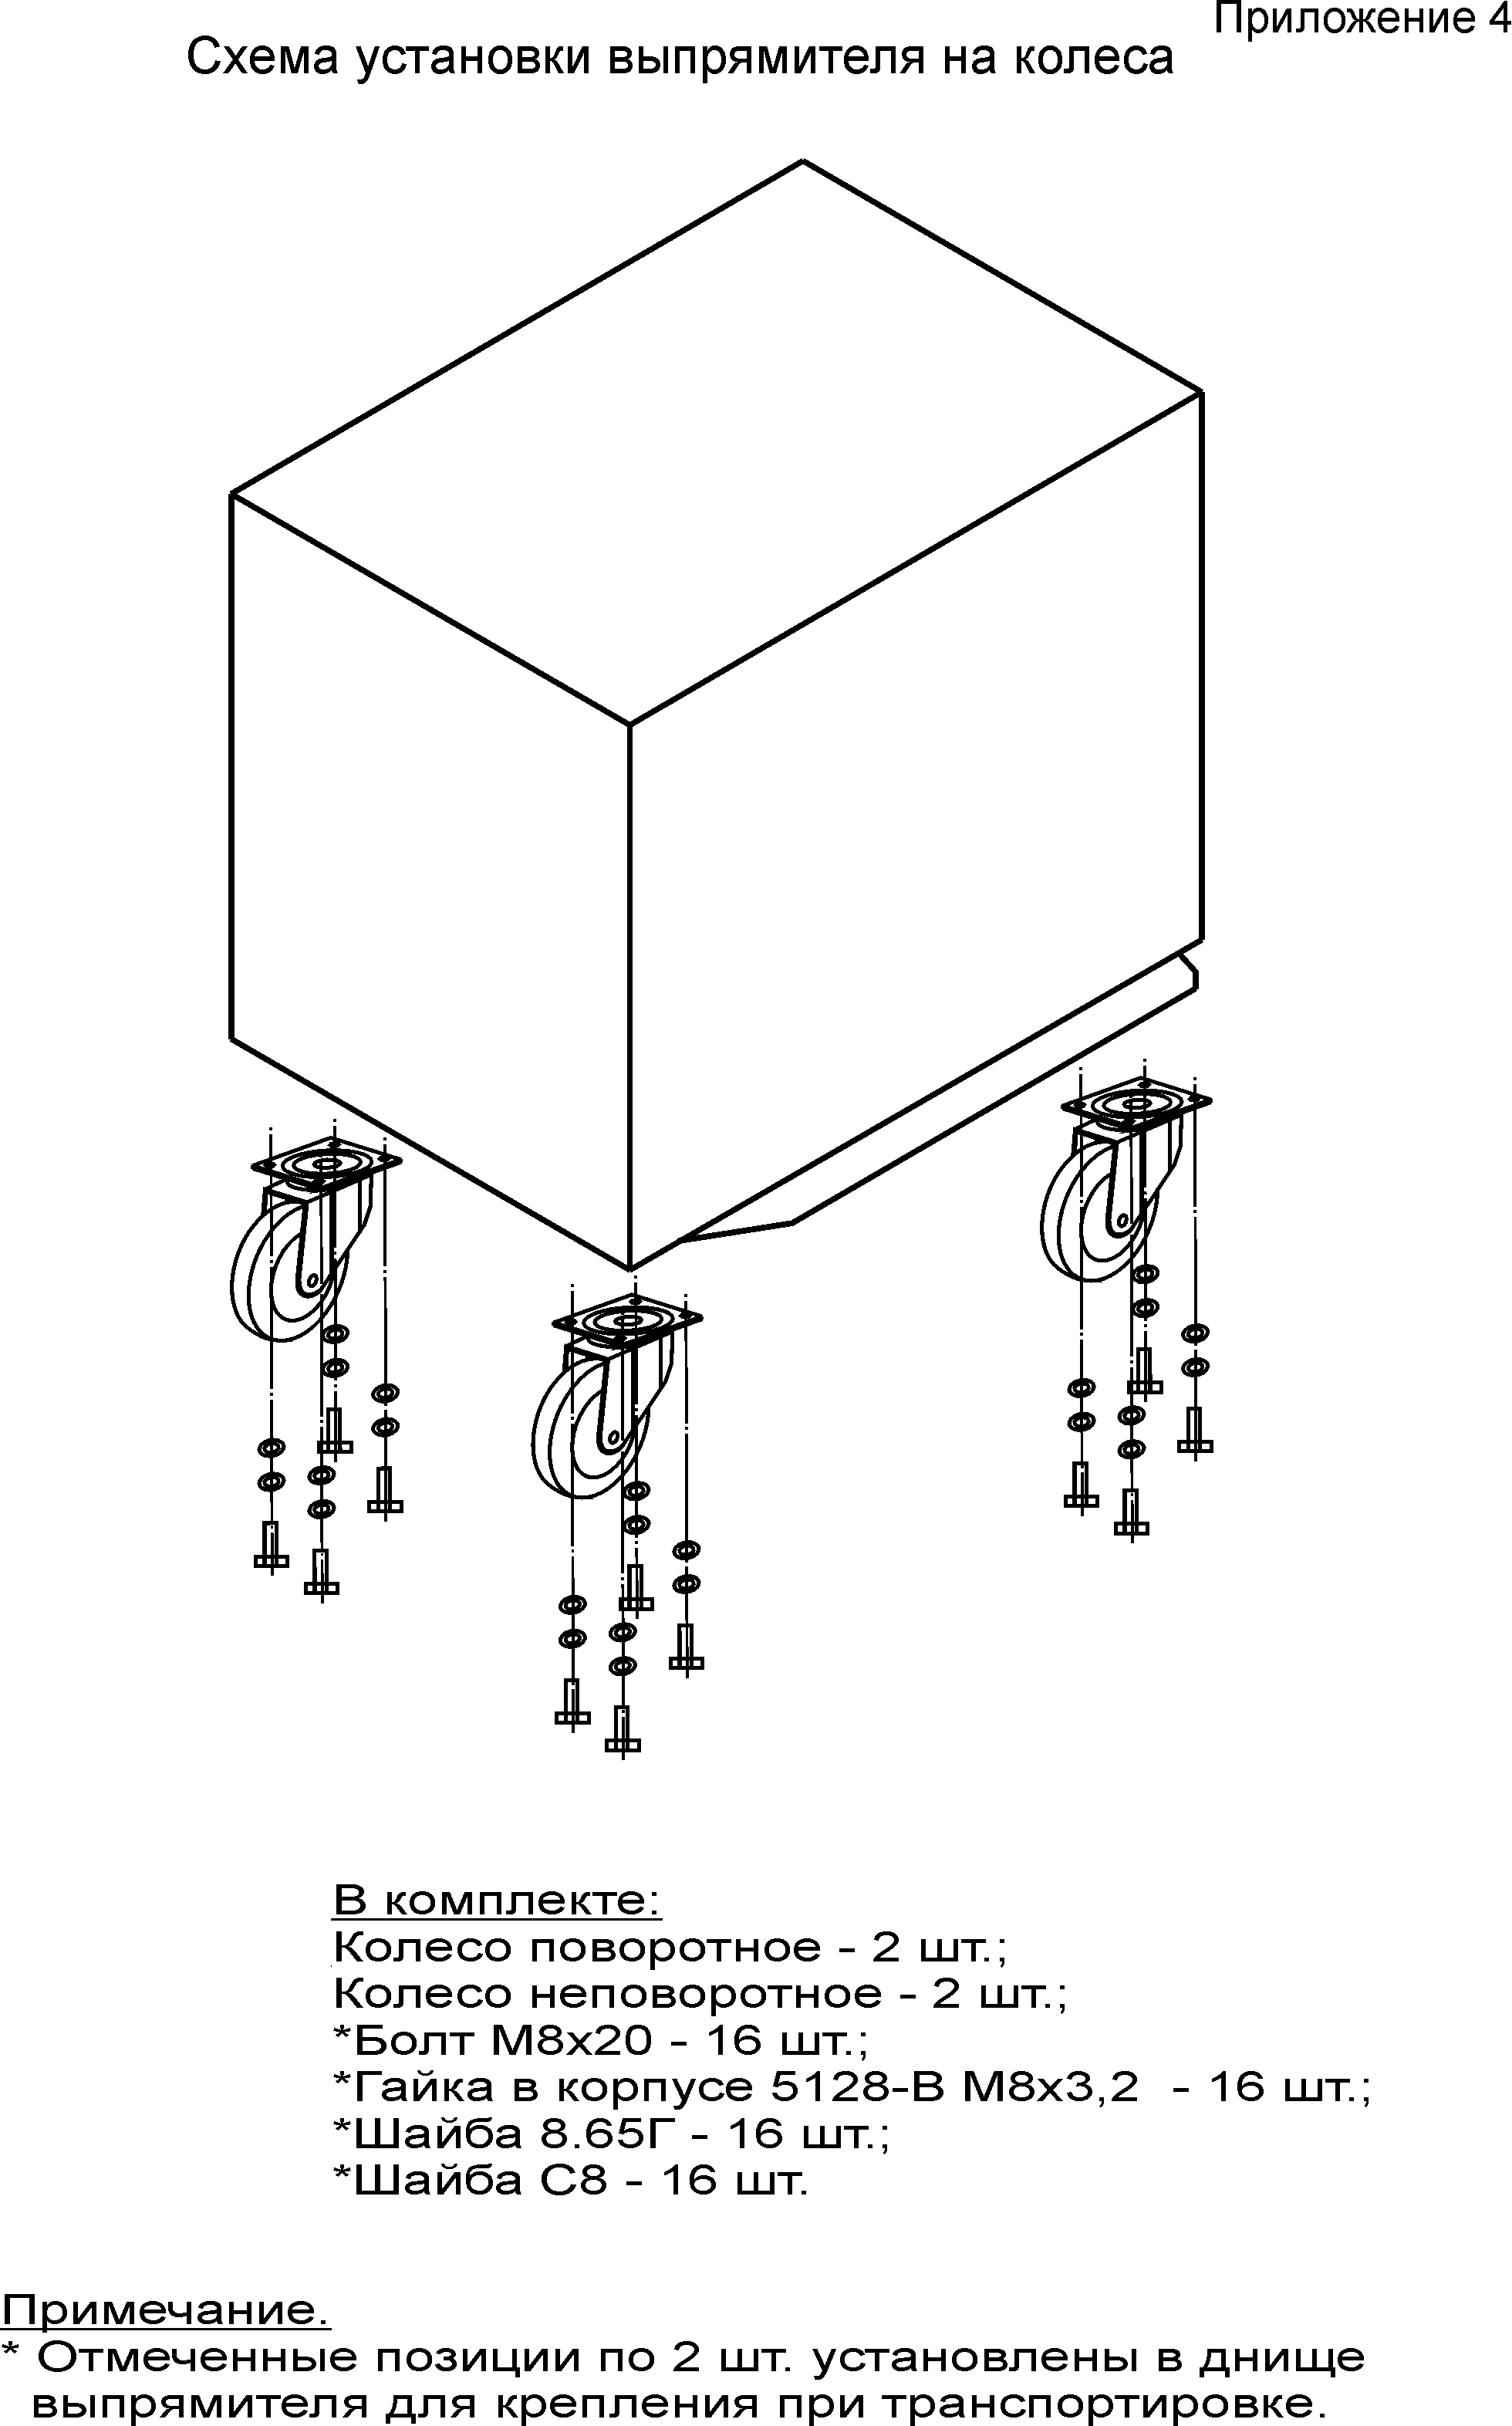 Приложение 4
Схема установки выпрямителя на колеса
В комплекте:
Колесо поворотное - 2 шт.;
Колесо неповоротное - 2 шт.;
*Болт М8х20 - 16 шт.;
*Гайка в корпусе 5128-В М8х3,2 - 16 шт.;
*Шайба 8.65Г - 16 шт.;
*Шайба С8 - 16 шт.
Примечание.
* Отмеченные позиции по 2 шт. установлены в днище
выпрямителя для крепления при транспортировке.